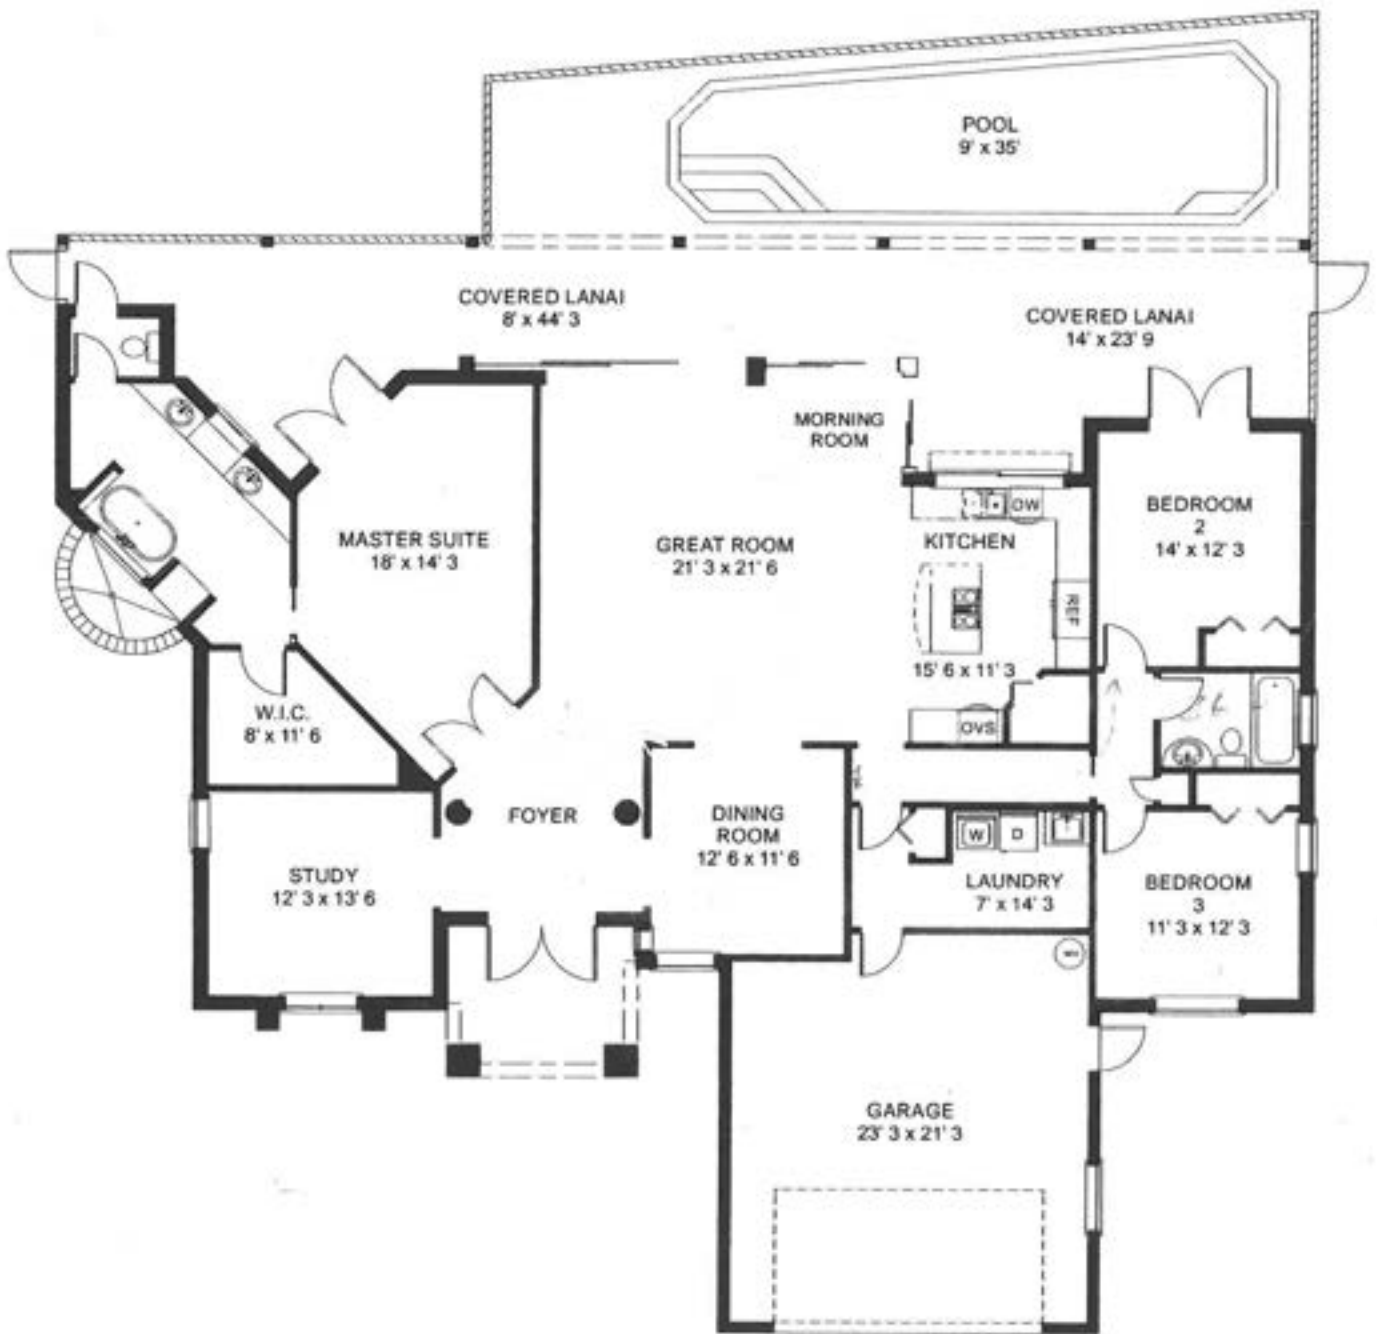 POOL
9' x 35'
COVERED LANAI
8' x 44' 3
COVERED LANAI
14' x 23' 9
MORNING
ROOM
MASTER SUITE
18' x 14' 3
GREAT ROOM
21' 3 x 21' 6
DW
KITCHEN
REF
15' 6 x 11' 3
OVS
BEDROOM
2
14' x 12' 3
W.I.C.
8' x 11' 6
FOYER
DINING
ROOM
12' 6 x 11' 6
STUDY
12' 3 x 13' 6
W
D
LAUNDRY
7' x 14' 3
BEDROOM
3
11' 3 x 12' 3
WH
GARAGE
23' 3 x 21' 3